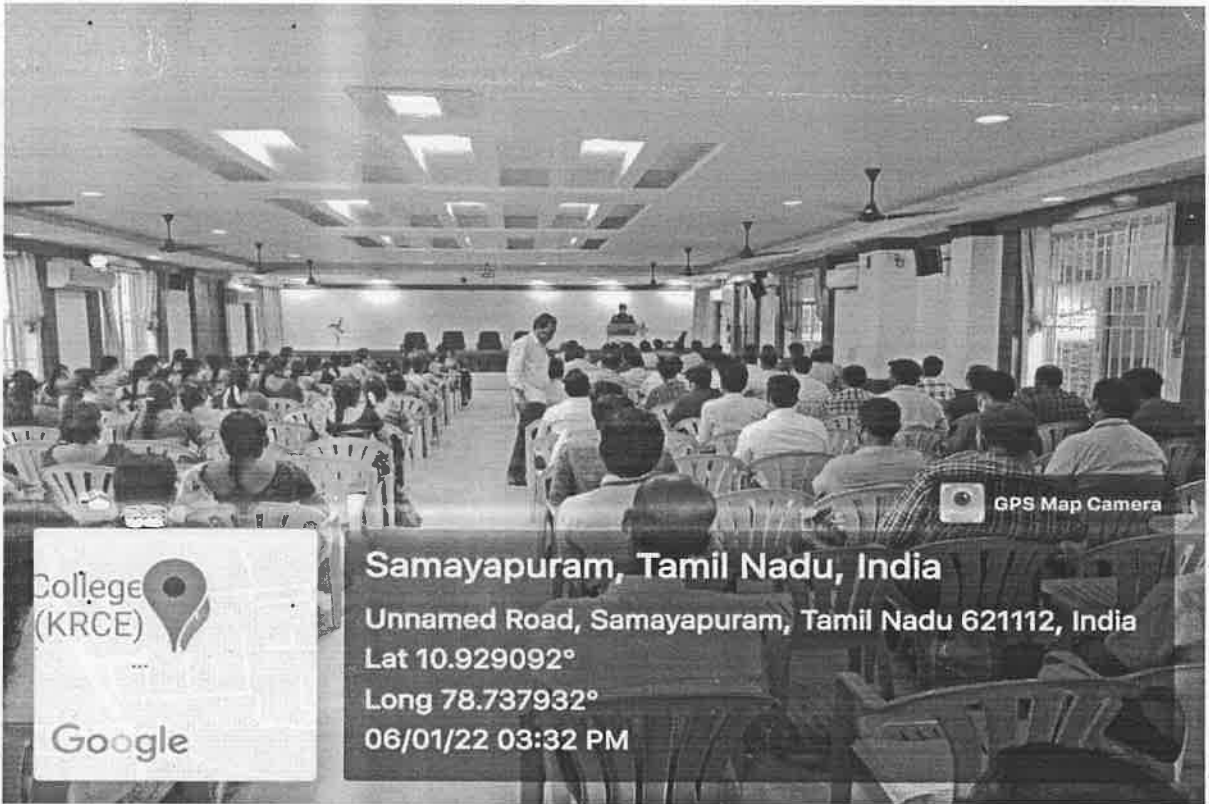 GPS Map Camera
College
(KRCE)
...
Google
Samayapuram, Tamil Nadu, India
Unnamed Road, Samayapuram, Tamil Nadu 621112, India
Lat 10.929092°
Long 78.737932°
06/01/22 03:32 PM